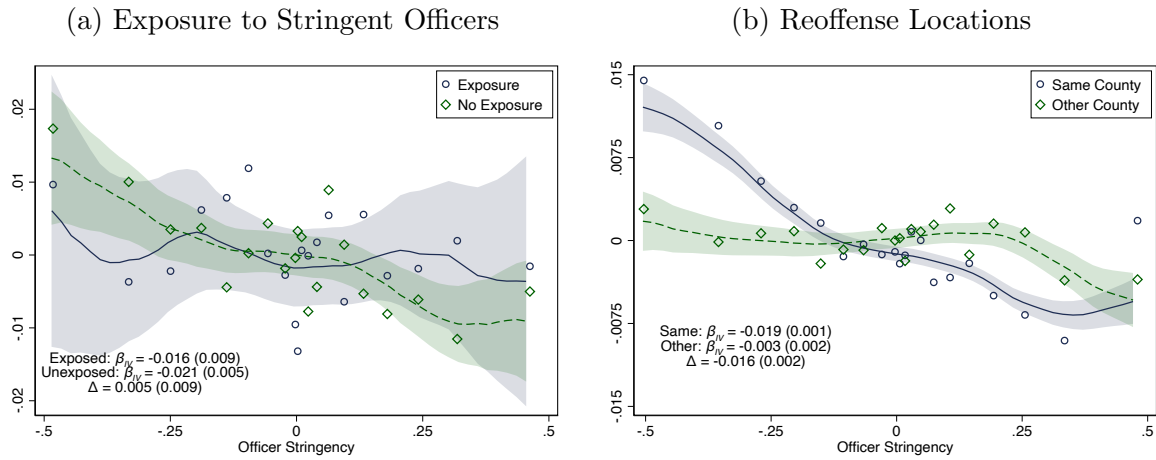 (a) Exposure to Stringent Officers
Exposure
No Exposure
.02
.01
0
-.01
-.02
Exposed: β_IV = -0.016 (0.009)
Unexposed: β_IV = -0.021 (0.005)
Δ = 0.005 (0.009)
-.5
-.25
0
.25
.5
Officer Stringency
(b) Reoffense Locations
Same County
Other County
.015
.0075
0
-.0075
-.015
Same: β_IV = -0.019 (0.001)
Other: β_IV = -0.003 (0.002)
Δ = -0.016 (0.002)
-.5
-.25
0
.25
.5
Officer Stringency